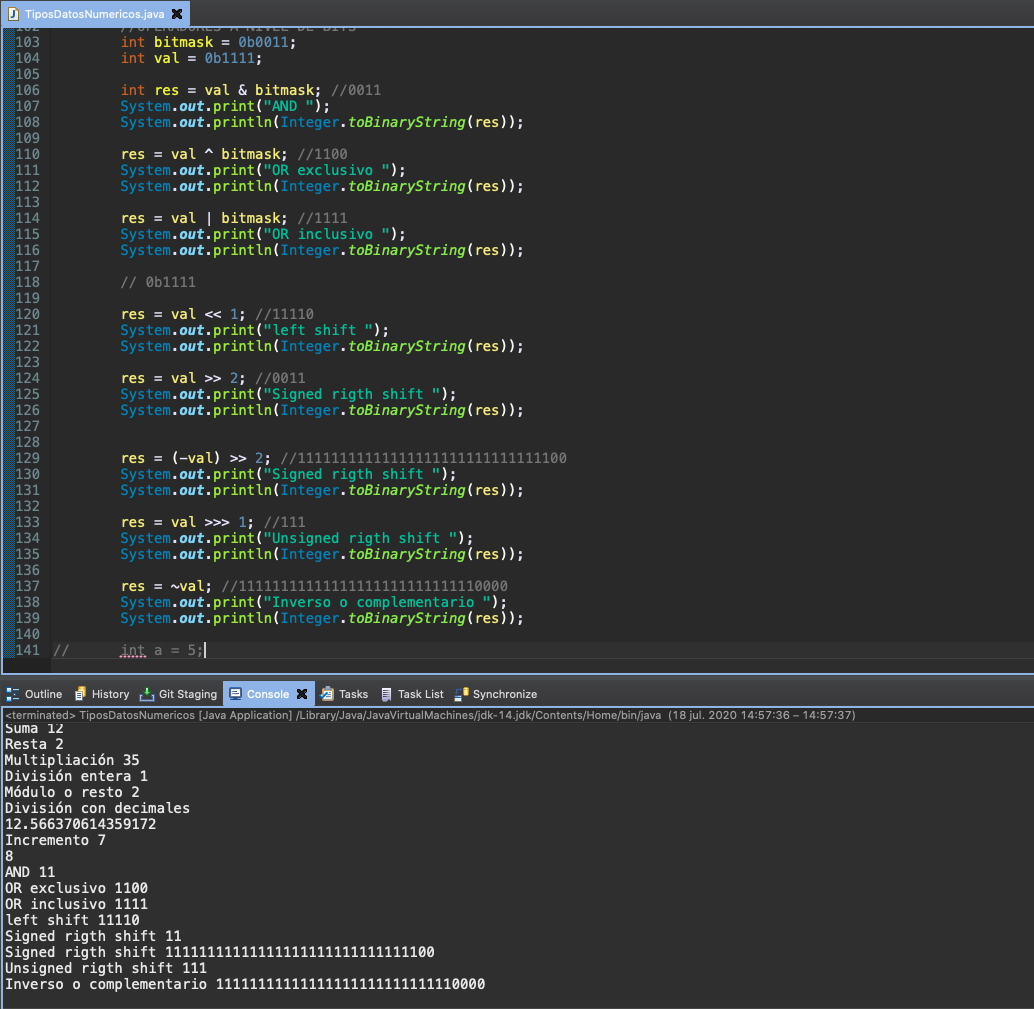 TiposDatosNumericos.java
102 //OPERADORES A NIVEL DE BITS
103 int bitmask = 0b0011;
104 int val = 0b1111;
105
106 int res = val & bitmask; //0011
107 System.out.print("AND ");
108 System.out.println(Integer.toBinaryString(res));
109
110 res = val ^ bitmask; //1100
111 System.out.print("OR exclusivo ");
112 System.out.println(Integer.toBinaryString(res));
113
114 res = val | bitmask; //1111
115 System.out.print("OR inclusivo ");
116 System.out.println(Integer.toBinaryString(res));
117
118 // 0b1111
119
120 res = val << 1; //11110
121 System.out.print("left shift ");
122 System.out.println(Integer.toBinaryString(res));
123
124 res = val >> 2; //0011
125 System.out.print("Signed rigth shift ");
126 System.out.println(Integer.toBinaryString(res));
127
128
129 res = (-val) >> 2; //11111111111111111111111111111100
130 System.out.print("Signed rigth shift ");
131 System.out.println(Integer.toBinaryString(res));
132
133 res = val >>> 1; //111
134 System.out.print("Unsigned rigth shift ");
135 System.out.println(Integer.toBinaryString(res));
136
137 res = ~val; //11111111111111111111111111110000
138 System.out.print("Inverso o complementario ");
139 System.out.println(Integer.toBinaryString(res));
140
141 // int a = 5;
Outline History Git Staging Console Tasks Task List Synchronize
<terminated> TiposDatosNumericos [Java Application] /Library/Java/JavaVirtualMachines/jdk-14.jdk/Contents/Home/bin/java (18 jul. 2020 14:57:36 – 14:57:37)
Suma 12
Resta 2
Multipliación 35
División entera 1
Módulo o resto 2
División con decimales
12.566370614359172
Incremento 7
8
AND 11
OR exclusivo 1100
OR inclusivo 1111
left shift 11110
Signed rigth shift 11
Signed rigth shift 11111111111111111111111111111100
Unsigned rigth shift 111
Inverso o complementario 11111111111111111111111111110000